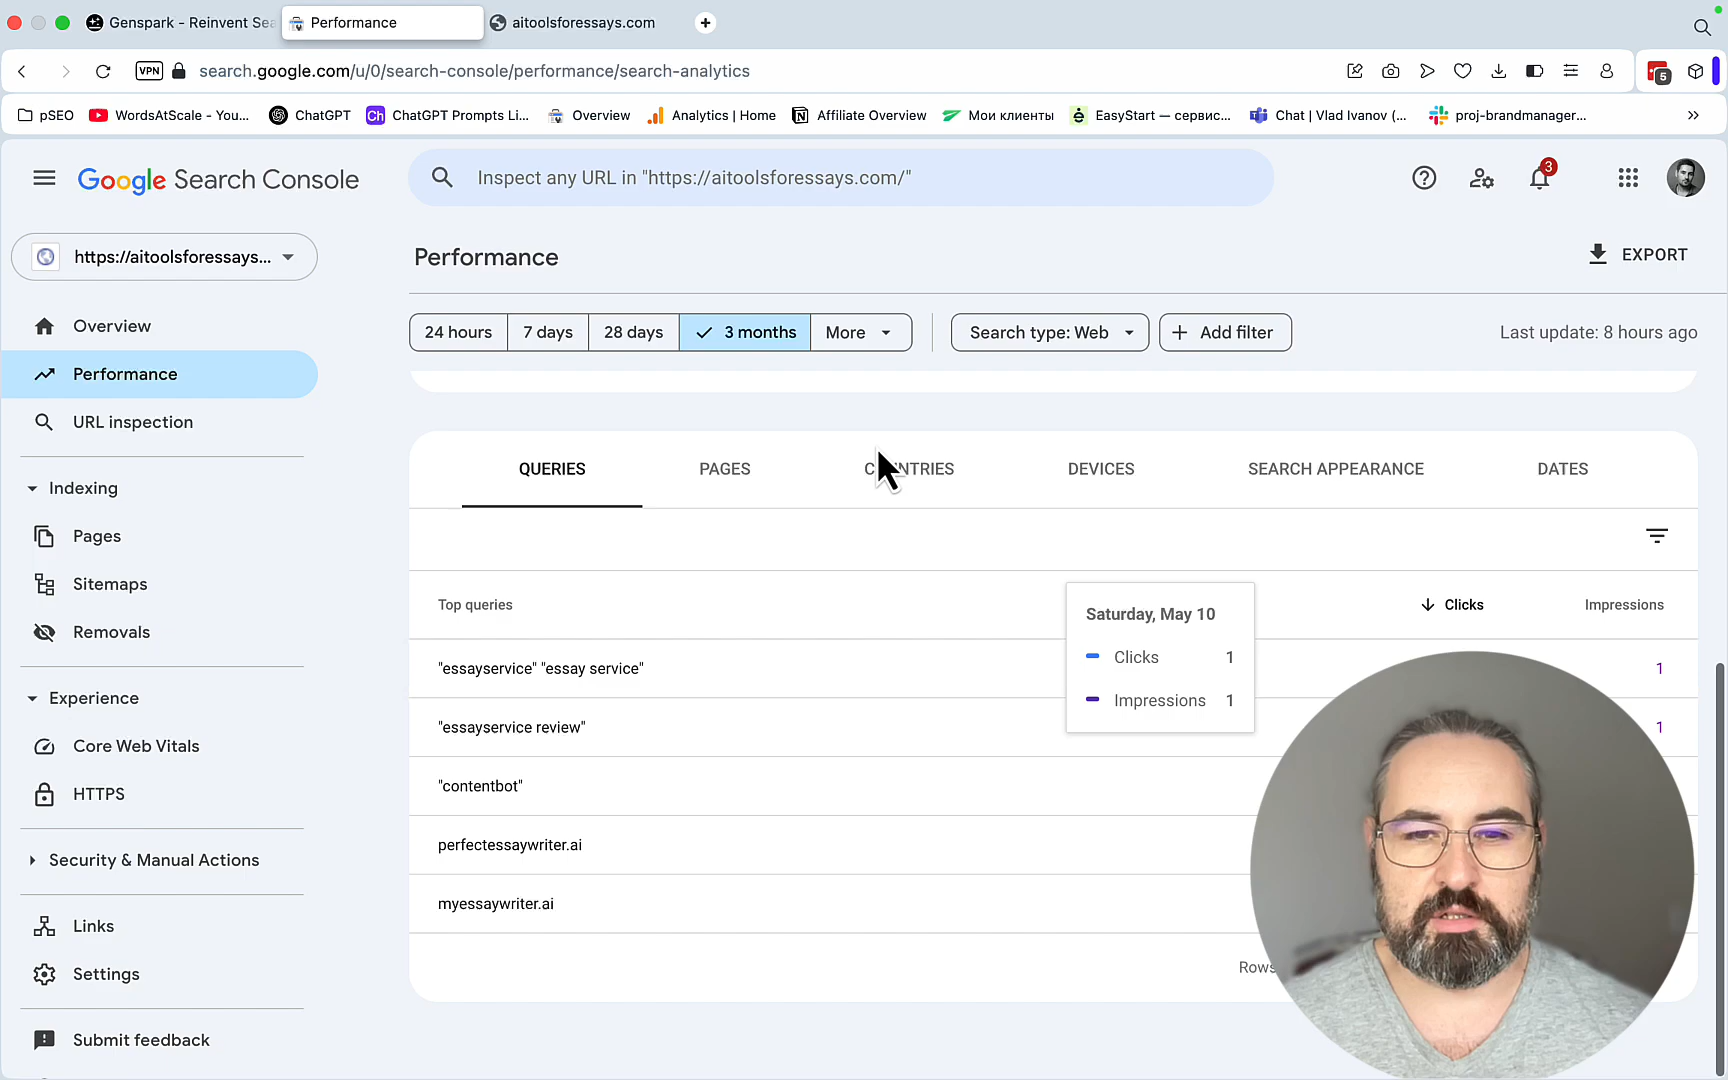 Genspark - Reinvent Sea
Performance
aitoolsforessays.com
VPN
search.google.com/u/0/search-console/performance/search-analytics
5
pSEO
WordsAtScale - You...
ChatGPT
ChatGPT Prompts Li...
Overview
Analytics | Home
Affiliate Overview
Мои клиенты
EasyStart — сервис...
Chat | Vlad Ivanov (...
proj-brandmanager...
Google Search Console
Inspect any URL in "https://aitoolsforessays.com/"
3
https://aitoolsforessays...
Performance
EXPORT
24 hours
7 days
28 days
3 months
More
Search type: Web
Add filter
Last update: 8 hours ago
Overview
Performance
URL inspection
Indexing
Pages
Sitemaps
Removals
Experience
Core Web Vitals
HTTPS
Security & Manual Actions
Links
Settings
Submit feedback
QUERIES
PAGES
COUNTRIES
DEVICES
SEARCH APPEARANCE
DATES
Top queries
Clicks
Impressions
"essayservice" "essay service"
1
"essayservice review"
1
"contentbot"
perfectessaywriter.ai
myessaywriter.ai
Saturday, May 10
Clicks 1
Impressions 1
Rows